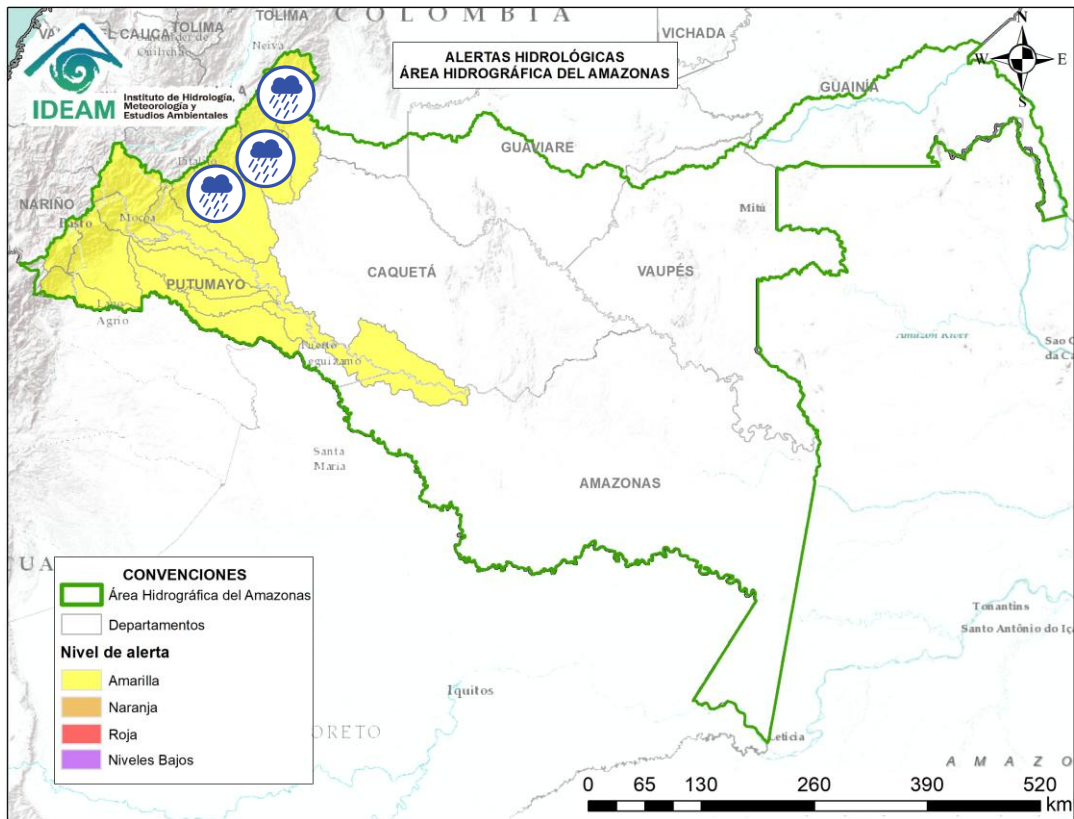 TOLIMA
COLOMBIA
VICHADA
TOLIMA
Neiva
N
W
E
S
ALERTAS HIDROLÓGICAS
ÁREA HIDROGRÁFICA DEL AMAZONAS
IDEAM
Instituto de Hidrología,
Meteorología y
Estudios Ambientales
GUAINÍA
GUAVIARE
NARIÑO
Pasto
Mocoa
Mitú
CAQUETÁ
VAUPÉS
PUTUMAYO
Lago
Agrio
Amazon River
Puerto
Leguízamo
Santa
María
AMAZONAS
CONVENCIONES
Área Hidrográfica del Amazonas
Departamentos
Nivel de alerta
Amarilla
Naranja
Roja
Niveles Bajos
Tonantins
Santo Antônio do Iça
Iquitos
ORETO
Leticia
AMAZO
0 65 130 260 390 520
km